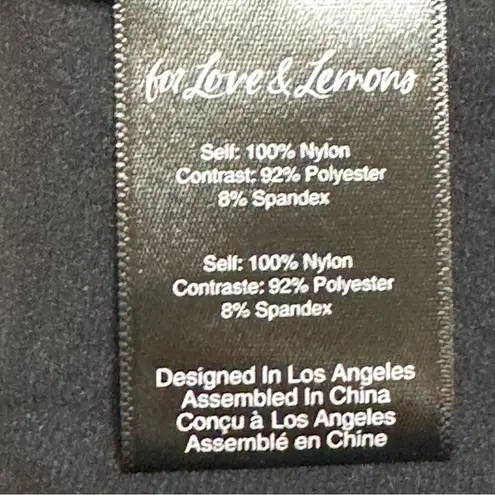 for Love & Lemons
Self: 100% Nylon
Contrast: 92% Polyester
8% Spandex
Self: 100% Nylon
Contraste: 92% Polyester
8% Spandex
Designed In Los Angeles
Assembled In China
Conçu à Los Angeles
Assemblé en Chine